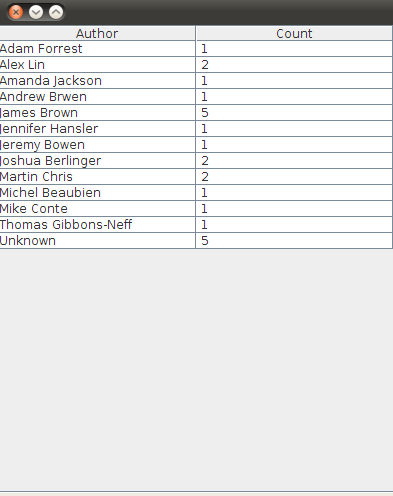 Author Count
Adam Forrest 1
Alex Lin 2
Amanda Jackson 1
Andrew Brwen 1
James Brown 5
Jennifer Hansler 1
Jeremy Bowen 1
Joshua Berlinger 2
Martin Chris 2
Michel Beaubien 1
Mike Conte 1
Thomas Gibbons-Neff 1
Unknown 5